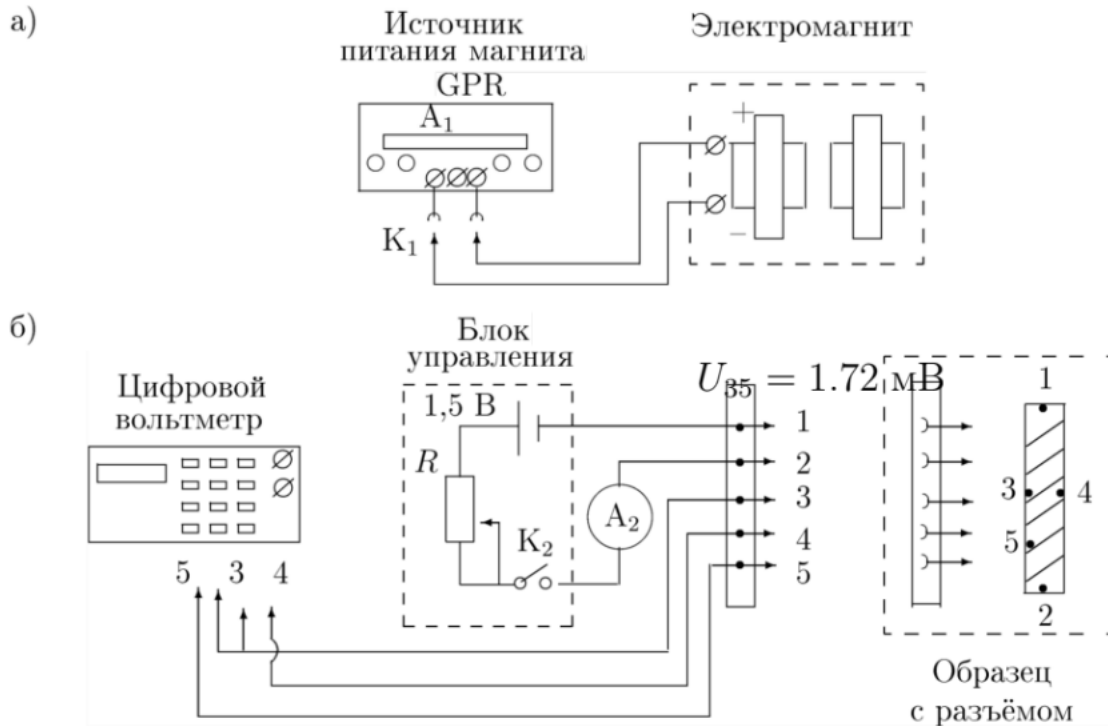 а)
Источник
питания магнита
GPR
A₁
K₁
Электромагнит
+
−
б)
Цифровой
вольтметр
5 3 4
Блок
управления
1,5 В
R
K₂
A₂
U₃₅ = 1.72 мВ
1
2
3
4
5
1
3 4
5
2
Образец
с разъёмом